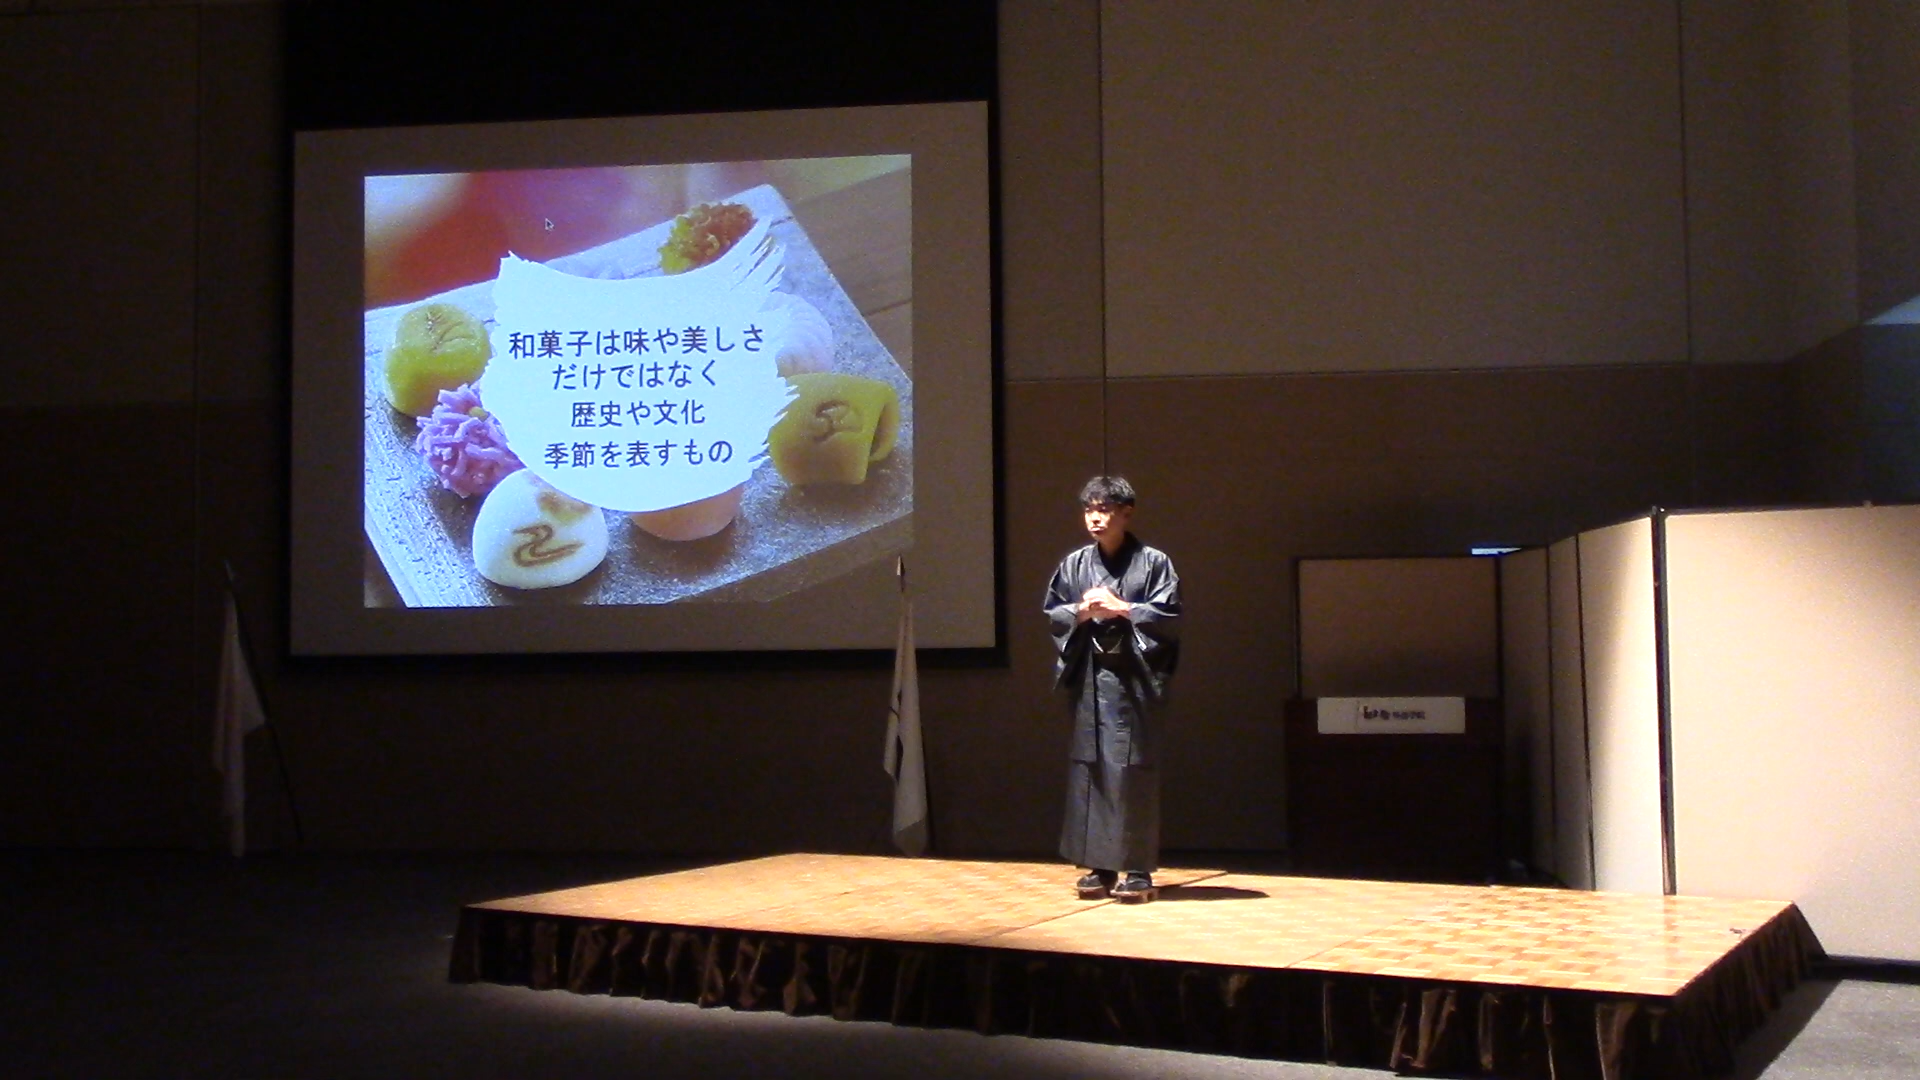 和菓子は味や美しさ
だけではなく
歴史や文化
季節を表すもの